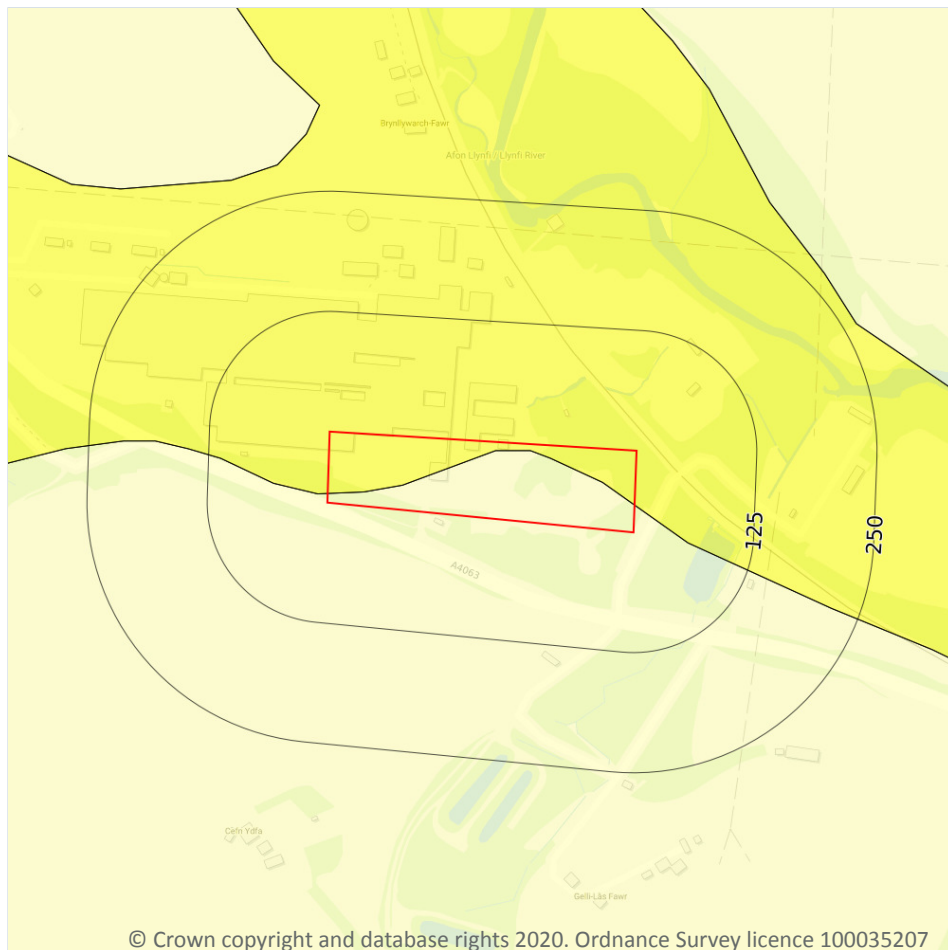 Brynllywarch-Fawr
Afon Llynfi / Llynfi River
125
250
A4063
Cefn Ydfa
Gelli-Lâs Fawr
© Crown copyright and database rights 2020. Ordnance Survey licence 100035207